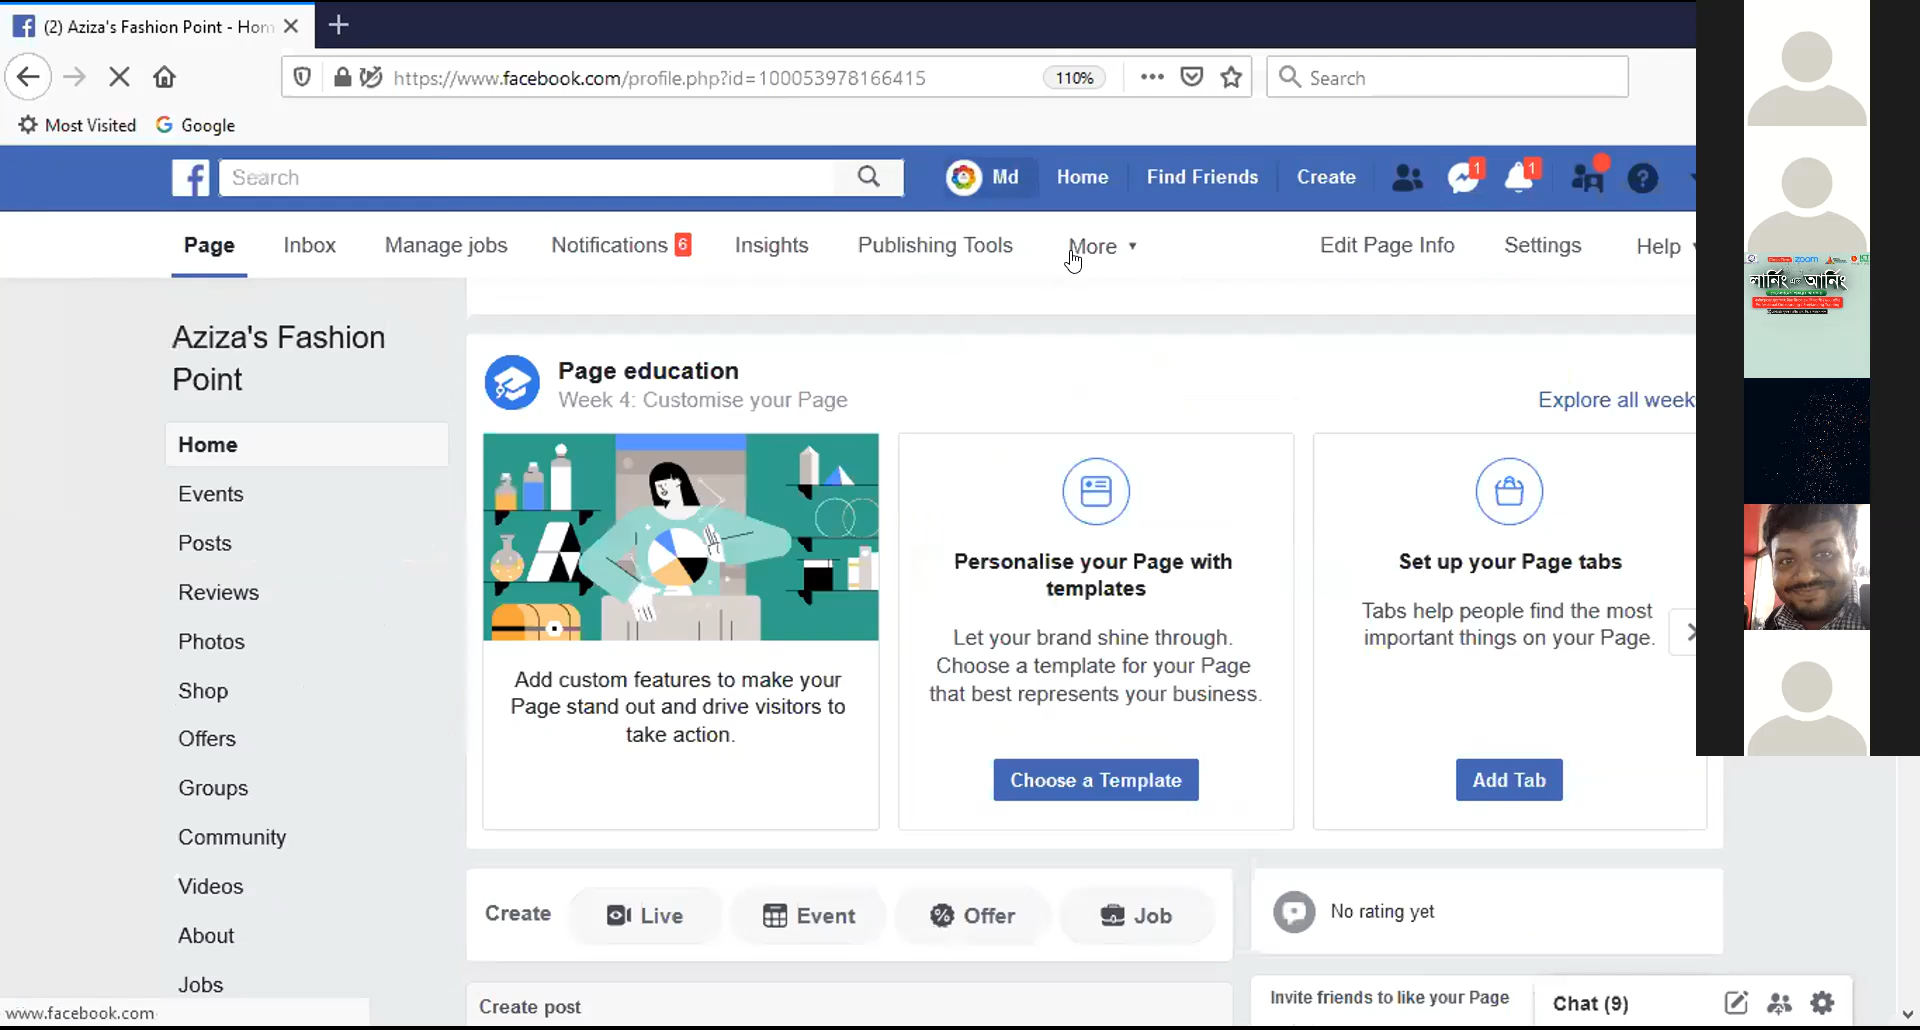 (2) Aziza's Fashion Point - Hom
https://www.facebook.com/profile.php?id=100053978166415
110%
Search
Most Visited
Google
Search
Md
Home
Find Friends
Create
1
1
Page
Inbox
Manage jobs
Notifications 6
Insights
Publishing Tools
More
Edit Page Info
Settings
Help
zoom
লার্নিং এন্ড আর্নিং
Aziza's Fashion
Point
Home
Events
Posts
Reviews
Photos
Shop
Offers
Groups
Community
Videos
About
Jobs
Page education
Week 4: Customise your Page
Explore all week
Add custom features to make your
Page stand out and drive visitors to
take action.
Personalise your Page with
templates
Let your brand shine through.
Choose a template for your Page
that best represents your business.
Choose a Template
Set up your Page tabs
Tabs help people find the most
important things on your Page.
Add Tab
Create
Live
Event
Offer
Job
No rating yet
Create post
Invite friends to like your Page
Chat (9)
www.facebook.com